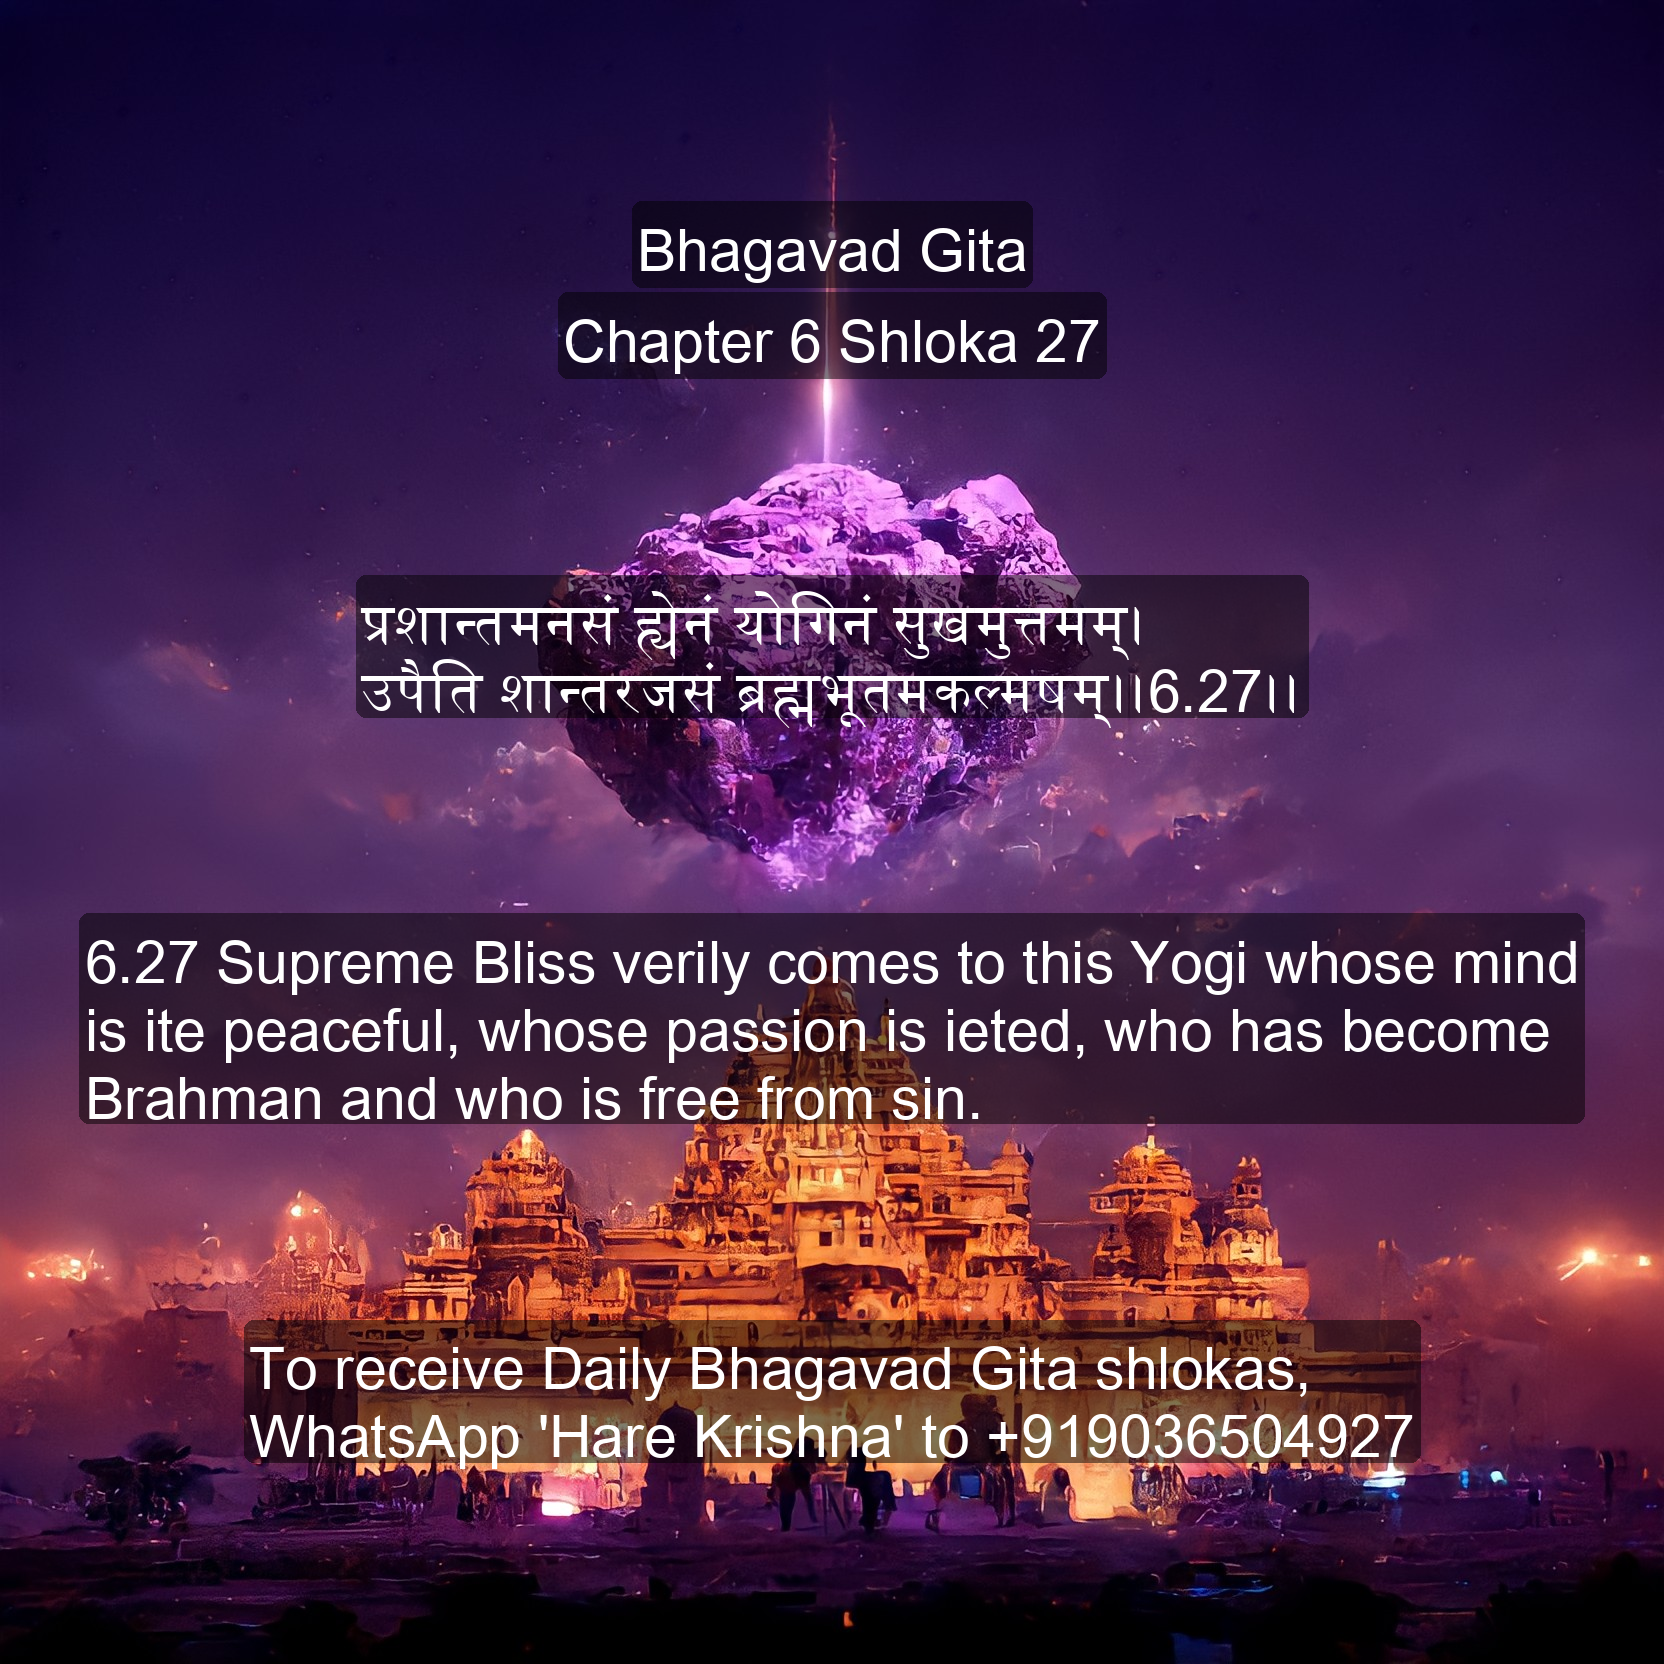 Bhagavad Gita
Chapter 6 Shloka 27
प्रशान्तमनसं ह्येनं योगिनं सुखमुत्तमम्।
उपैति शान्तरजसं ब्रह्मभूतमकल्मषम्।।6.27।।
6.27 Supreme Bliss verily comes to this Yogi whose mind
is ite peaceful, whose passion is ieted, who has become
Brahman and who is free from sin.
To receive Daily Bhagavad Gita shlokas,
WhatsApp 'Hare Krishna' to +919036504927